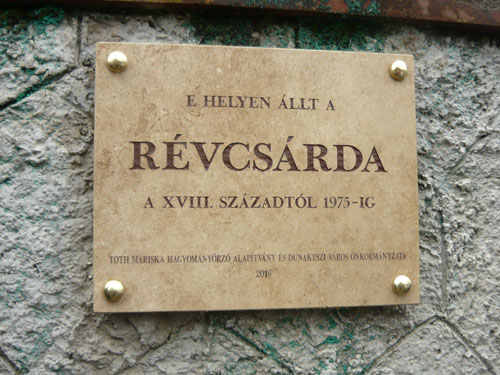 E HELYEN ÁLLT A
RÉVCSÁRDA
A XVIII. SZÁZADTÓL 1975-IG
TÓTH MARISKA HAGYOMÁNYŐRZŐ ALAPÍTVÁNY ÉS DUNAKESZI VÁROS ÖNKORMÁNYZATA
2016